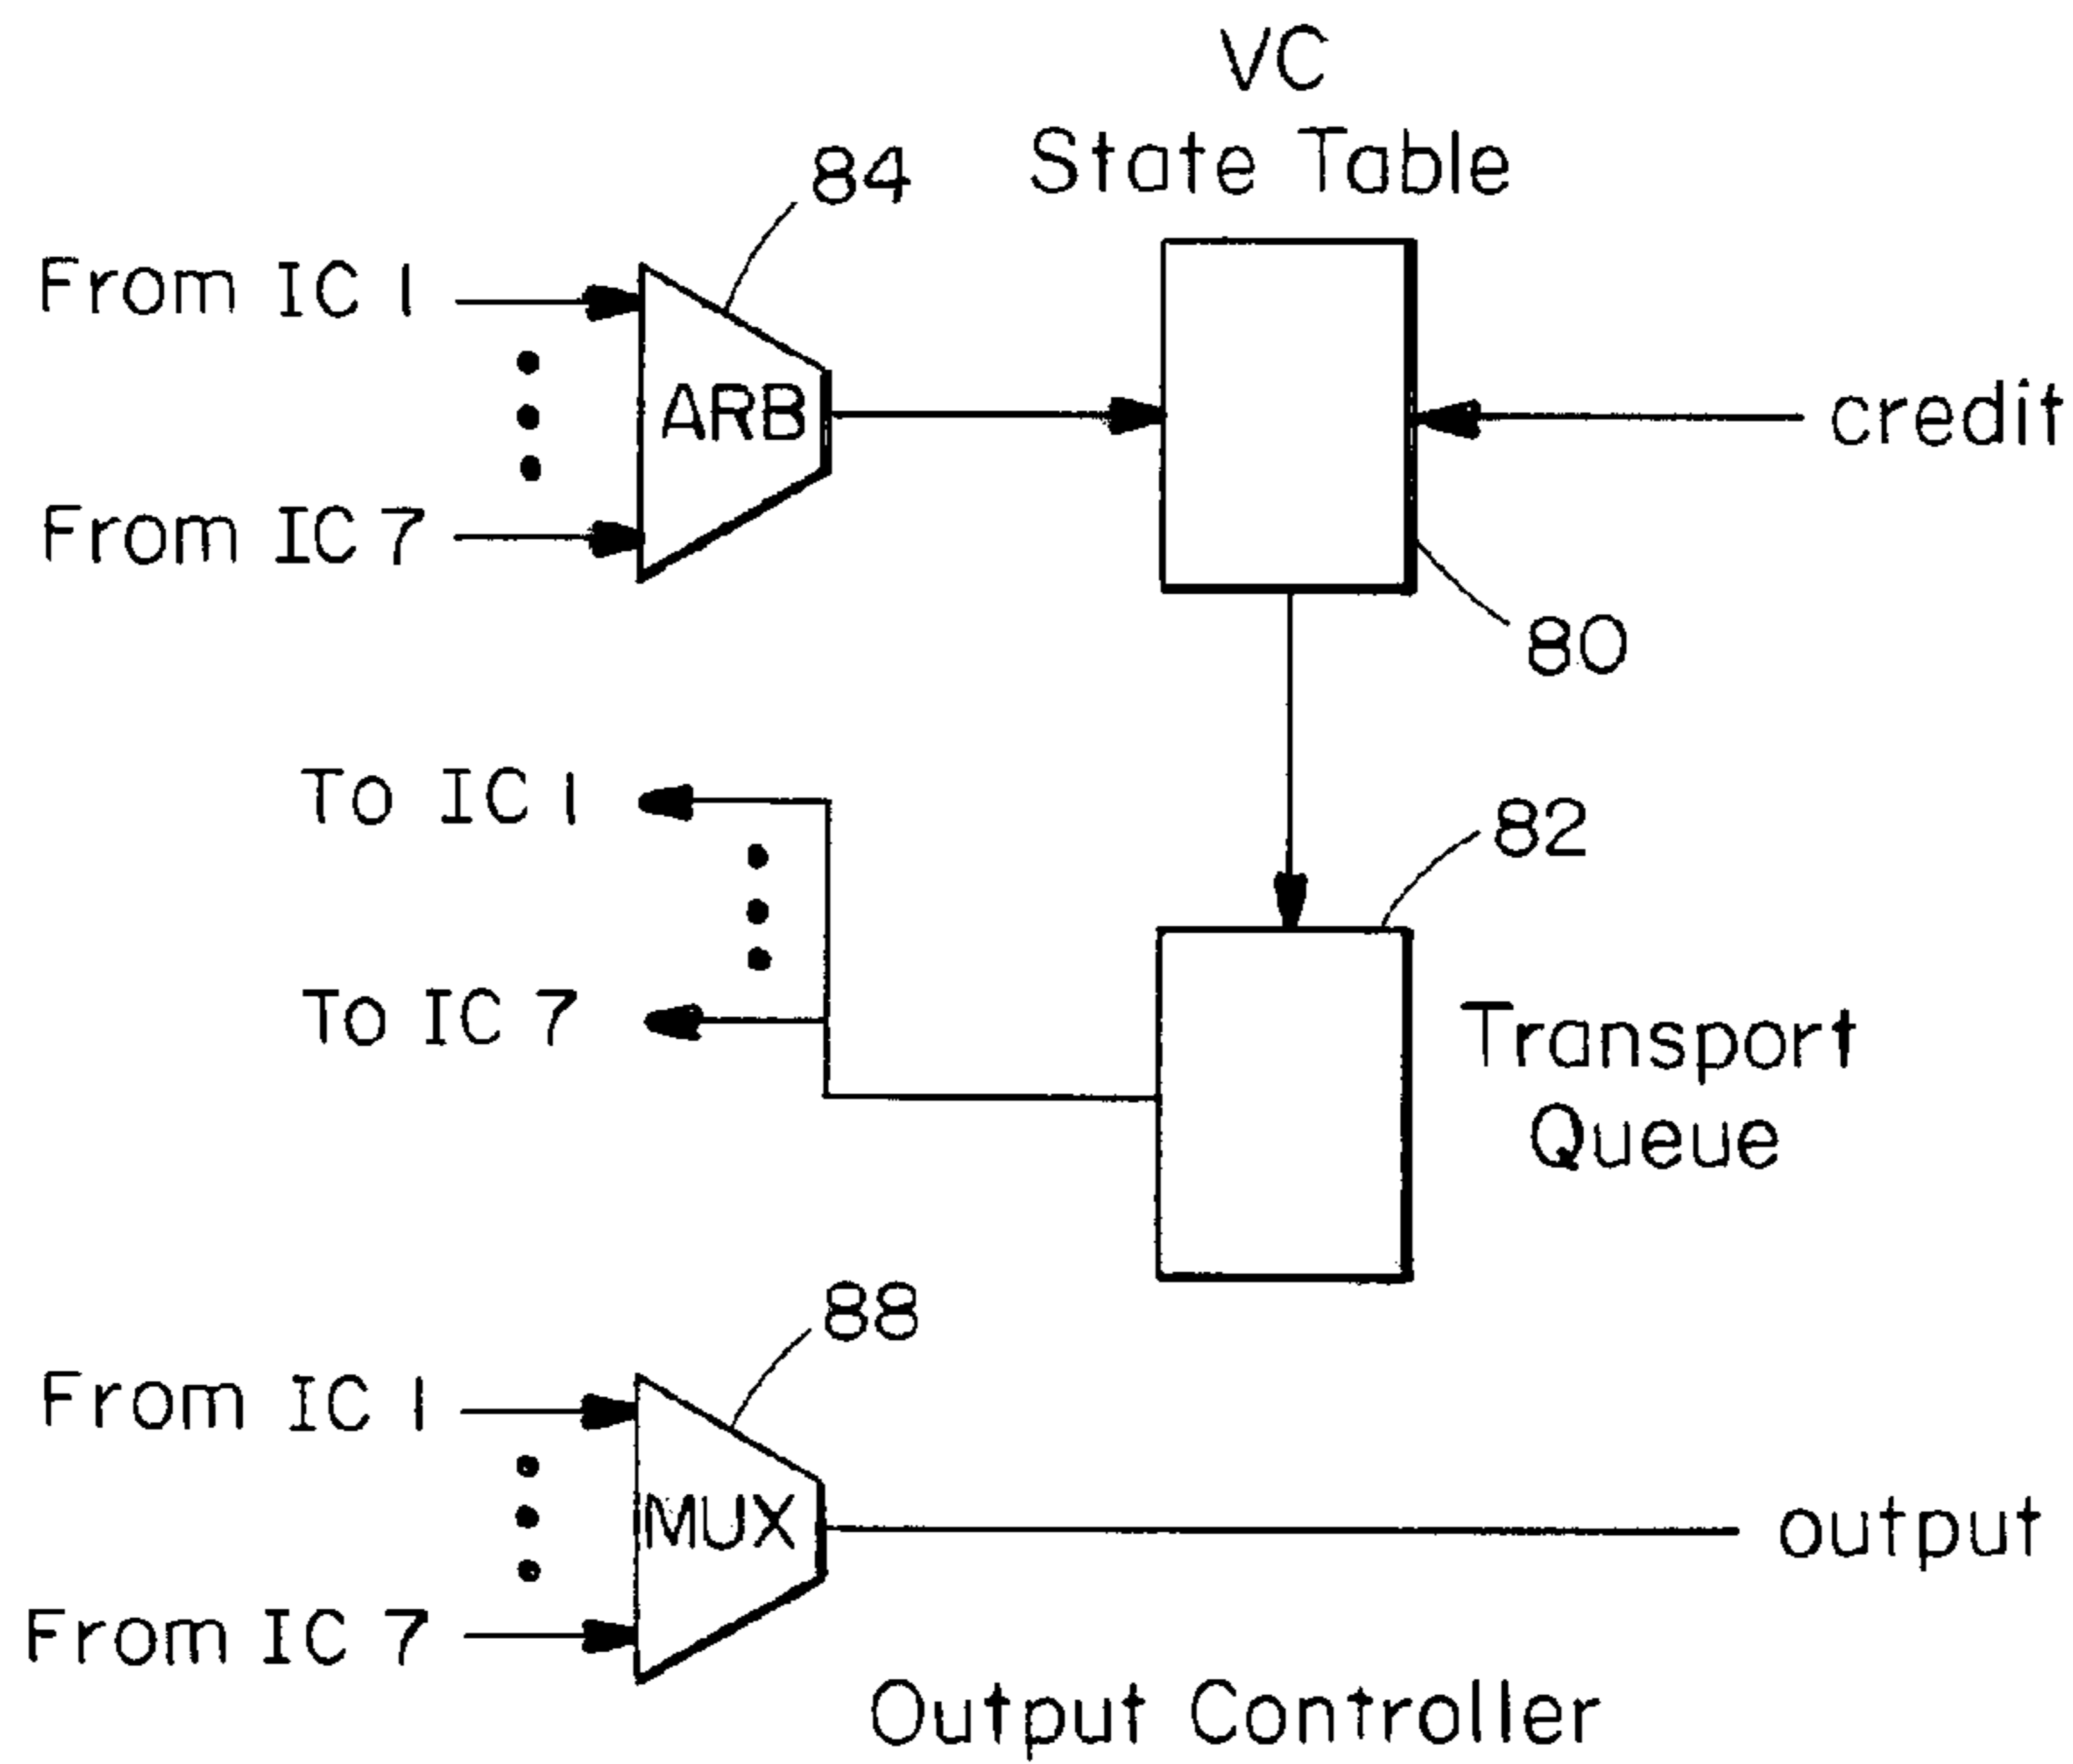 VC
State Table
84
From IC 1
ARB
credit
From IC 7
80
To IC 1
82
To IC 7
Transport
Queue
88
From IC 1
MUX
output
From IC 7
Output Controller